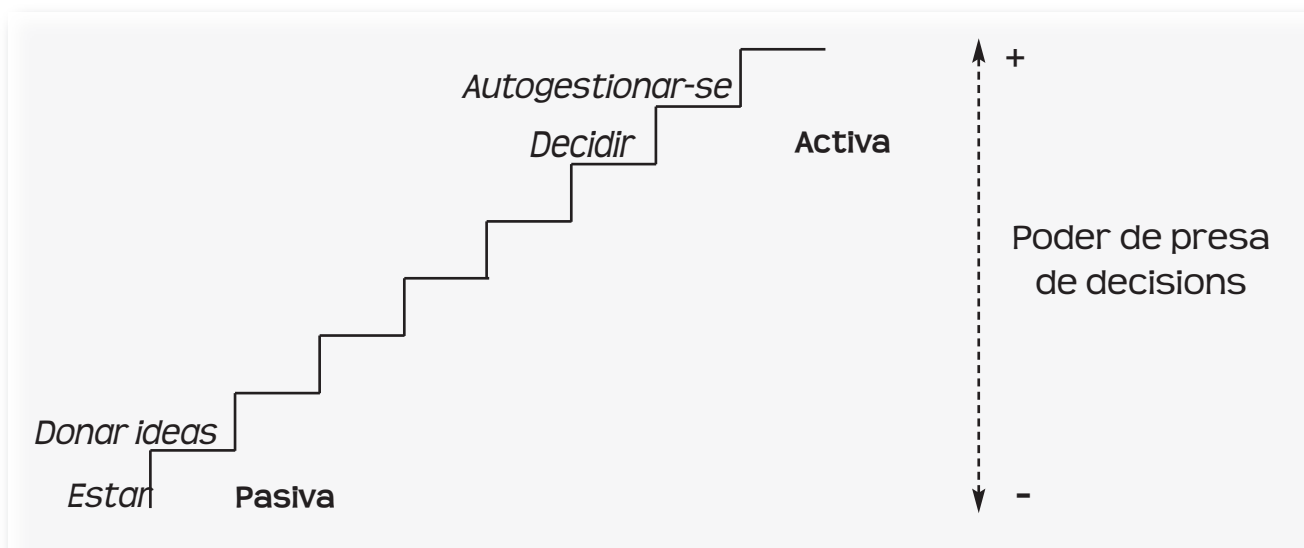 +
Autogestionar-se
Decidir
Activa
Poder de presa
de decisions
Donar ideas
Estar
Pasiva
-